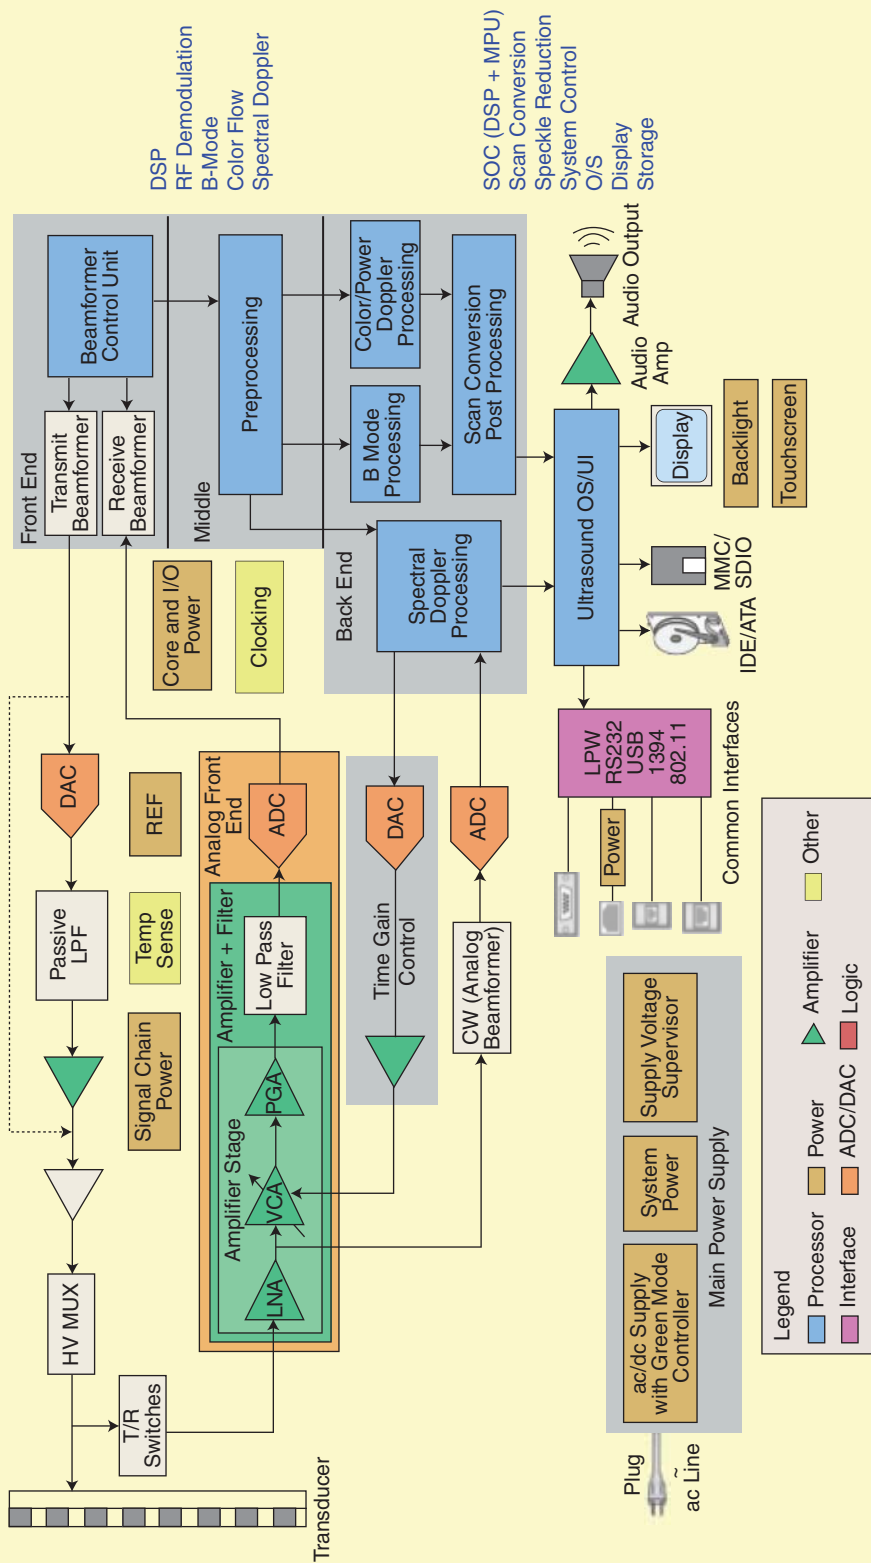 Front End
Transmit
Beamformer
Receive
Beamformer
Beamformer
Control Unit
DSP
RF Demodulation
B-Mode
Color Flow
Spectral Doppler
Middle
Preprocessing
Back End
Spectral
Doppler
Processing
B Mode
Processing
Color/Power
Doppler
Processing
Scan Conversion
Post Processing
SOC (DSP + MPU)
Scan Conversion
Speckle Reduction
System Control
O/S
Display
Storage
Core and I/O
Power
Clocking
DAC
Passive
LPF
HV MUX
T/R
Switches
Transducer
REF
Temp
Sense
Signal Chain
Power
Analog Front
End
Amplifier + Filter
Amplifier Stage
LNA
VCA
PGA
Low Pass
Filter
ADC
Time Gain
Control
DAC
CW (Analog
Beamformer)
ADC
Ultrasound OS/UI
Audio
Amp
Audio Output
Display
Backlight
Touchscreen
MMC/
SDIO
IDE/ATA
LPW
RS232
USB
1394
802.11
Power
Common Interfaces
Plug
~
ac Line
ac/dc Supply
with Green Mode
Controller
System
Power
Supply Voltage
Supervisor
Main Power Supply
Legend
Processor
Power
Amplifier
Other
Interface
ADC/DAC
Logic